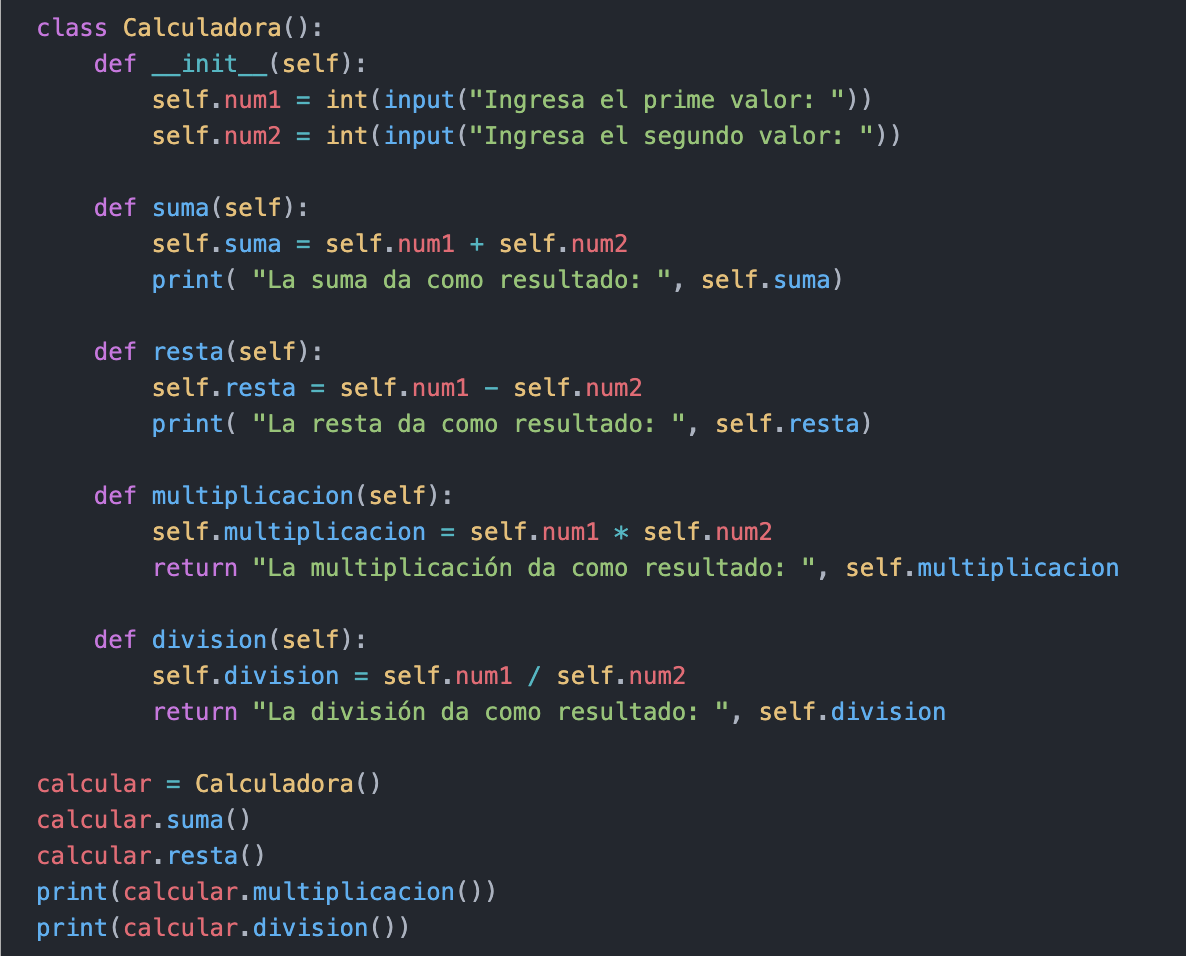 class Calculadora():
    def __init__(self):
        self.num1 = int(input("Ingresa el prime valor: "))
        self.num2 = int(input("Ingresa el segundo valor: "))

    def suma(self):
        self.suma = self.num1 + self.num2
        print( "La suma da como resultado: ", self.suma)

    def resta(self):
        self.resta = self.num1 - self.num2
        print( "La resta da como resultado: ", self.resta)

    def multiplicacion(self):
        self.multiplicacion = self.num1 * self.num2
        return "La multiplicación da como resultado: ", self.multiplicacion

    def division(self):
        self.division = self.num1 / self.num2
        return "La división da como resultado: ", self.division

calcular = Calculadora()
calcular.suma()
calcular.resta()
print(calcular.multiplicacion())
print(calcular.division())